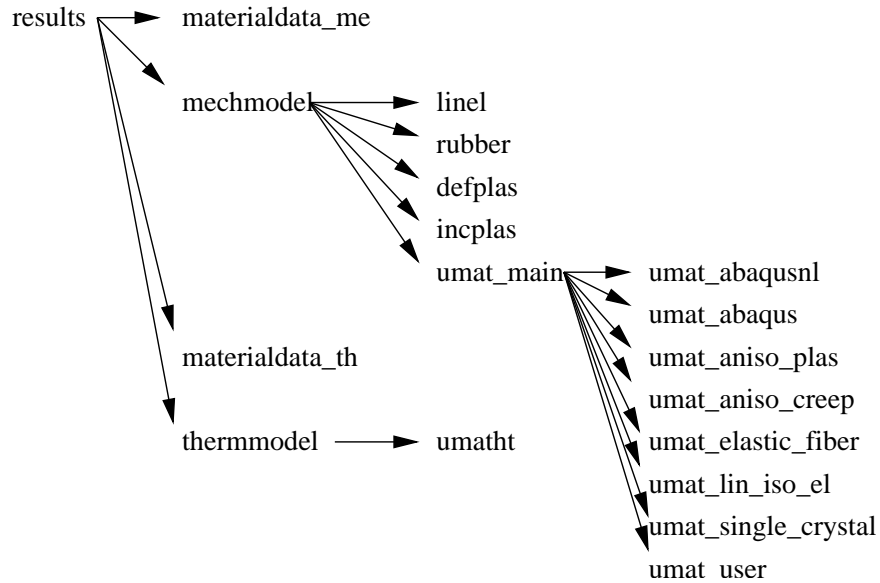 results
materialdata_me
mechmodel
linel
rubber
defplas
incplas
umat_main
umat_abaqusnl
umat_abaqus
umat_aniso_plas
umat_aniso_creep
umat_elastic_fiber
umat_lin_iso_el
umat_single_crystal
umat_user
materialdata_th
thermmodel
umatht